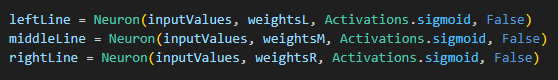 leftLine = Neuron(inputValues, weightsL, Activations.sigmoid, False)
middleLine = Neuron(inputValues, weightsM, Activations.sigmoid, False)
rightLine = Neuron(inputValues, weightsR, Activations.sigmoid, False)